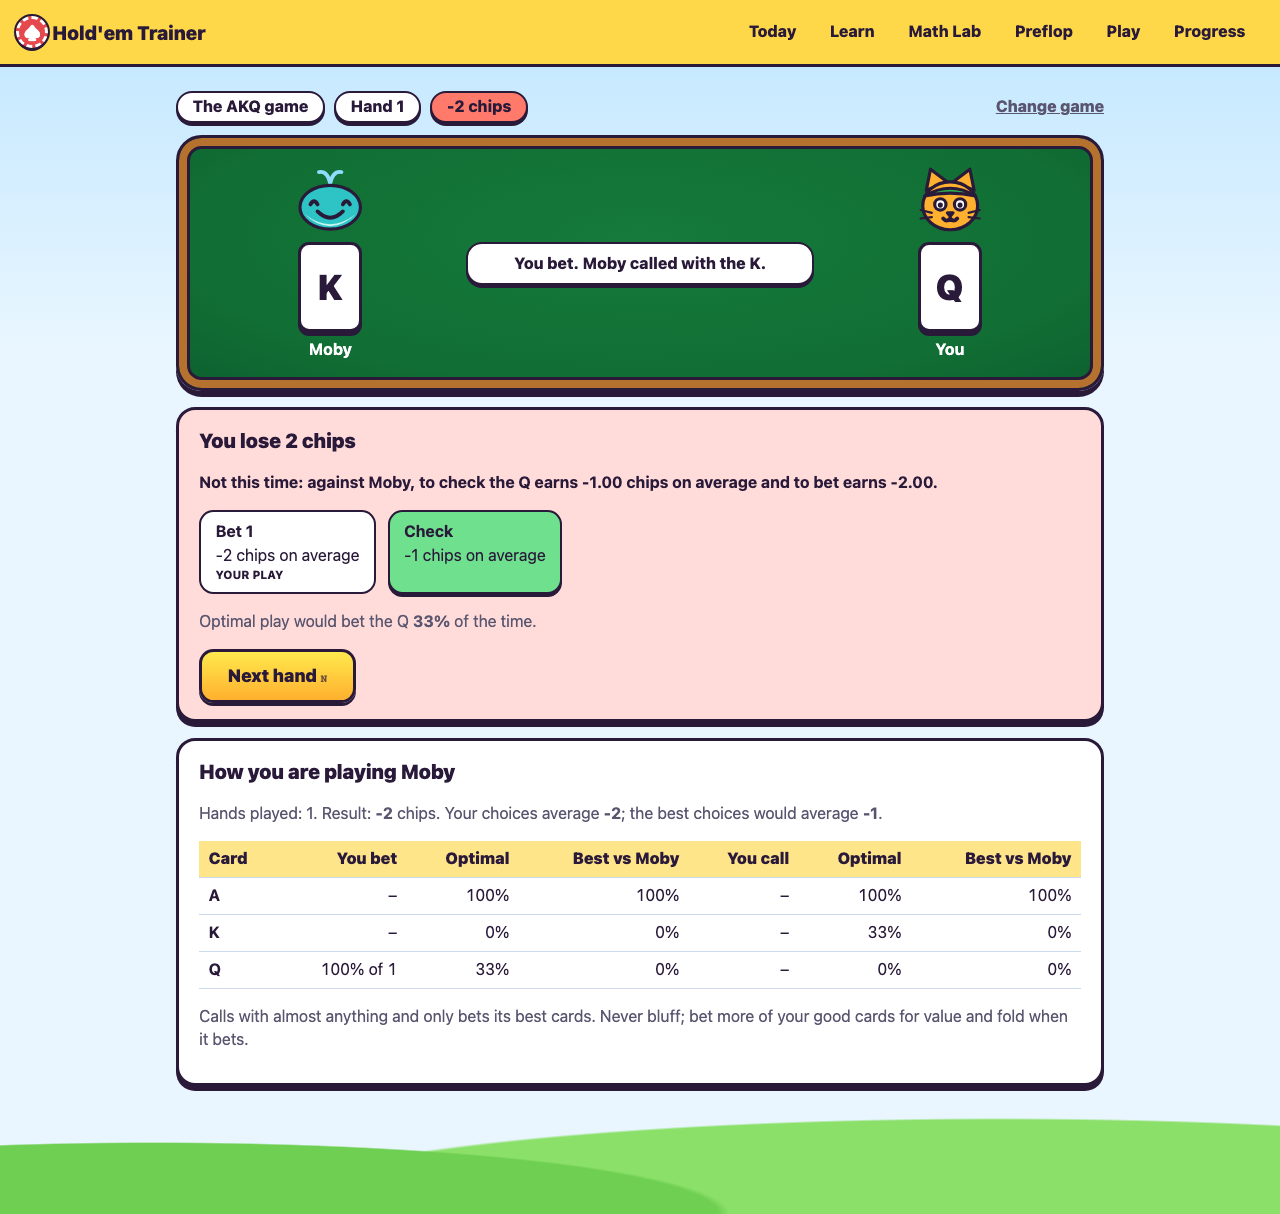 Hold'em Trainer
Today Learn Math Lab Preflop Play Progress
The AKQ game Hand 1 -2 chips Change game
K
Moby
You bet. Moby called with the K.
Q
You
You lose 2 chips
Not this time: against Moby, to check the Q earns -1.00 chips on average and to bet earns -2.00.
Bet 1
-2 chips on average
YOUR PLAY
Check
-1 chips on average
Optimal play would bet the Q 33% of the time.
Next hand N
How you are playing Moby
Hands played: 1. Result: -2 chips. Your choices average -2; the best choices would average -1.
Card You bet Optimal Best vs Moby You call Optimal Best vs Moby
A – 100% 100% – 100% 100%
K – 0% 0% – 33% 0%
Q 100% of 1 33% 0% – 0% 0%
Calls with almost anything and only bets its best cards. Never bluff; bet more of your good cards for value and fold when
it bets.